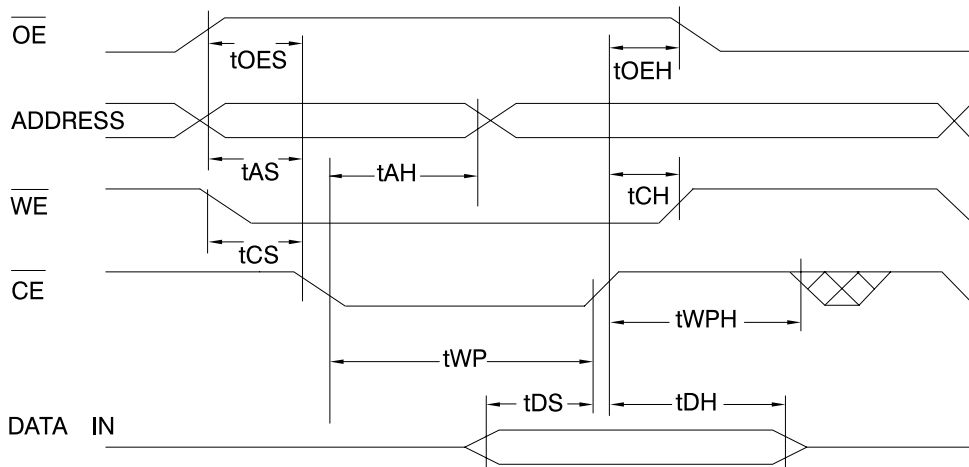 OE
tOES
tOEH
ADDRESS
tAS
tAH
tCH
WE
tCS
CE
tWPH
tWP
tDS
tDH
DATA IN